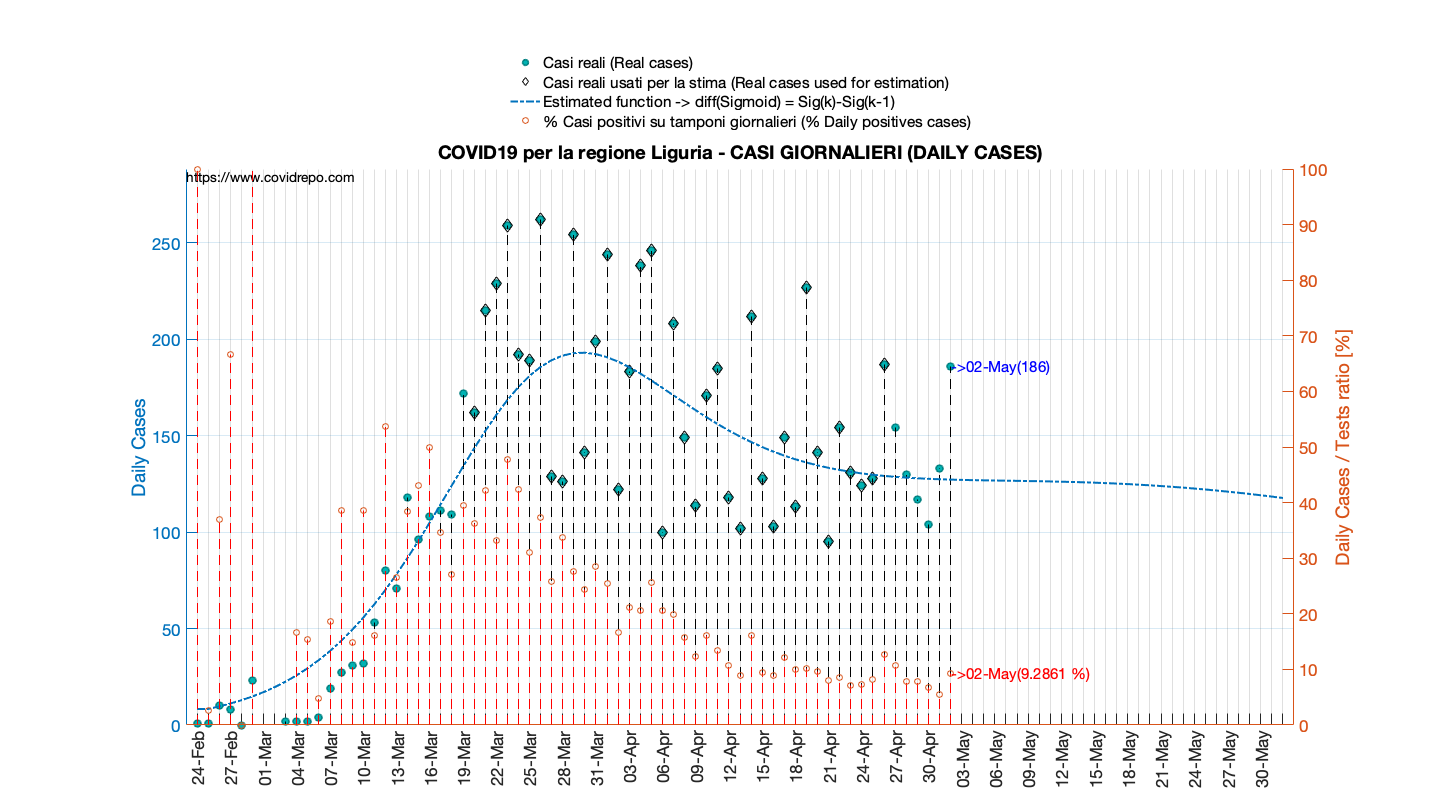 Casi reali (Real cases)
Casi reali usati per la stima (Real cases used for estimation)
Estimated function -> diff(Sigmoid) = Sig(k)-Sig(k-1)
% Casi positivi su tamponi giornalieri (% Daily positives cases)
COVID19 per la regione Liguria - CASI GIORNALIERI (DAILY CASES)
https://www.covidrepo.com
Daily Cases
250
200
150
100
50
0
100
90
80
70
60
50
40
30
20
10
0
Daily Cases / Tests ratio [%]
->02-May(186)
->02-May(9.2861 %)
24-Feb
27-Feb
01-Mar
04-Mar
07-Mar
10-Mar
13-Mar
16-Mar
19-Mar
22-Mar
25-Mar
28-Mar
31-Mar
03-Apr
06-Apr
09-Apr
12-Apr
15-Apr
18-Apr
21-Apr
24-Apr
27-Apr
30-Apr
03-May
06-May
09-May
12-May
15-May
18-May
21-May
24-May
27-May
30-May